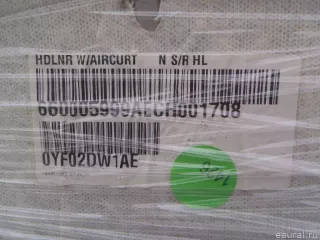 HDLNR W/AIRCURT N S/R HL
660005999AECH001708
0YF02DW1AE
eaural.ru